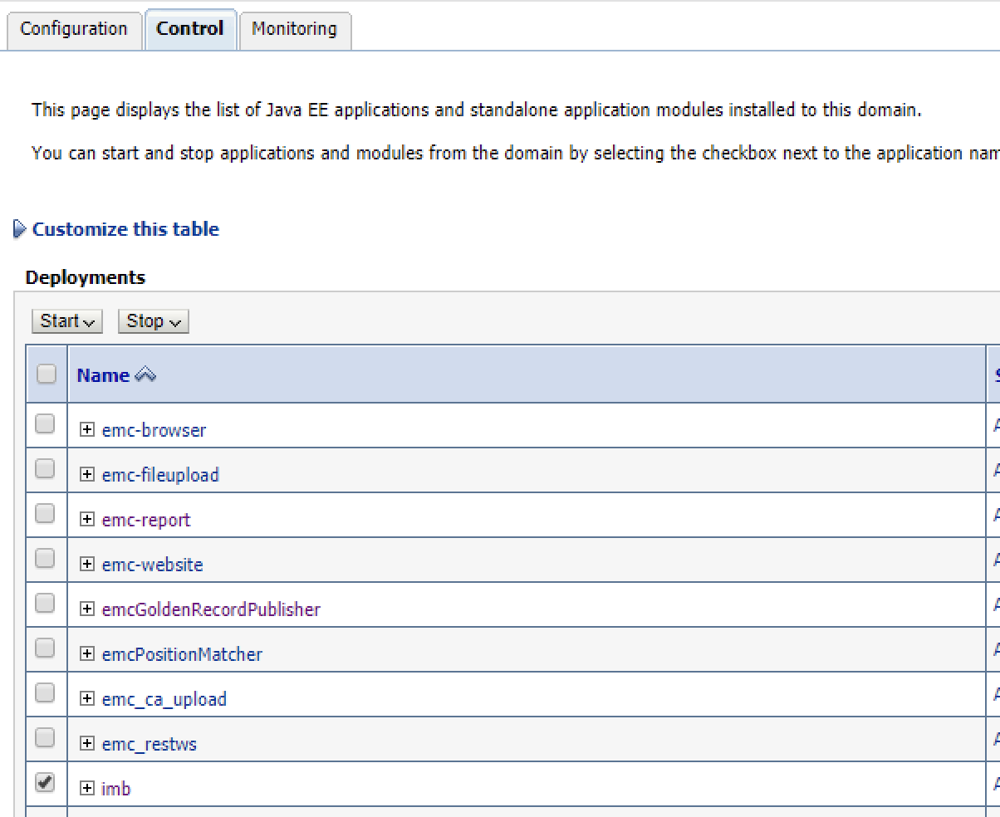 Configuration Control Monitoring
This page displays the list of Java EE applications and standalone application modules installed to this domain.
You can start and stop applications and modules from the domain by selecting the checkbox next to the application
Customize this table
Deployments
Start Stop
Name
emc-browser
emc-fileupload
emc-report
emc-website
emcGoldenRecordPublisher
emcPositionMatcher
emc_ca_upload
emc_restws
imb